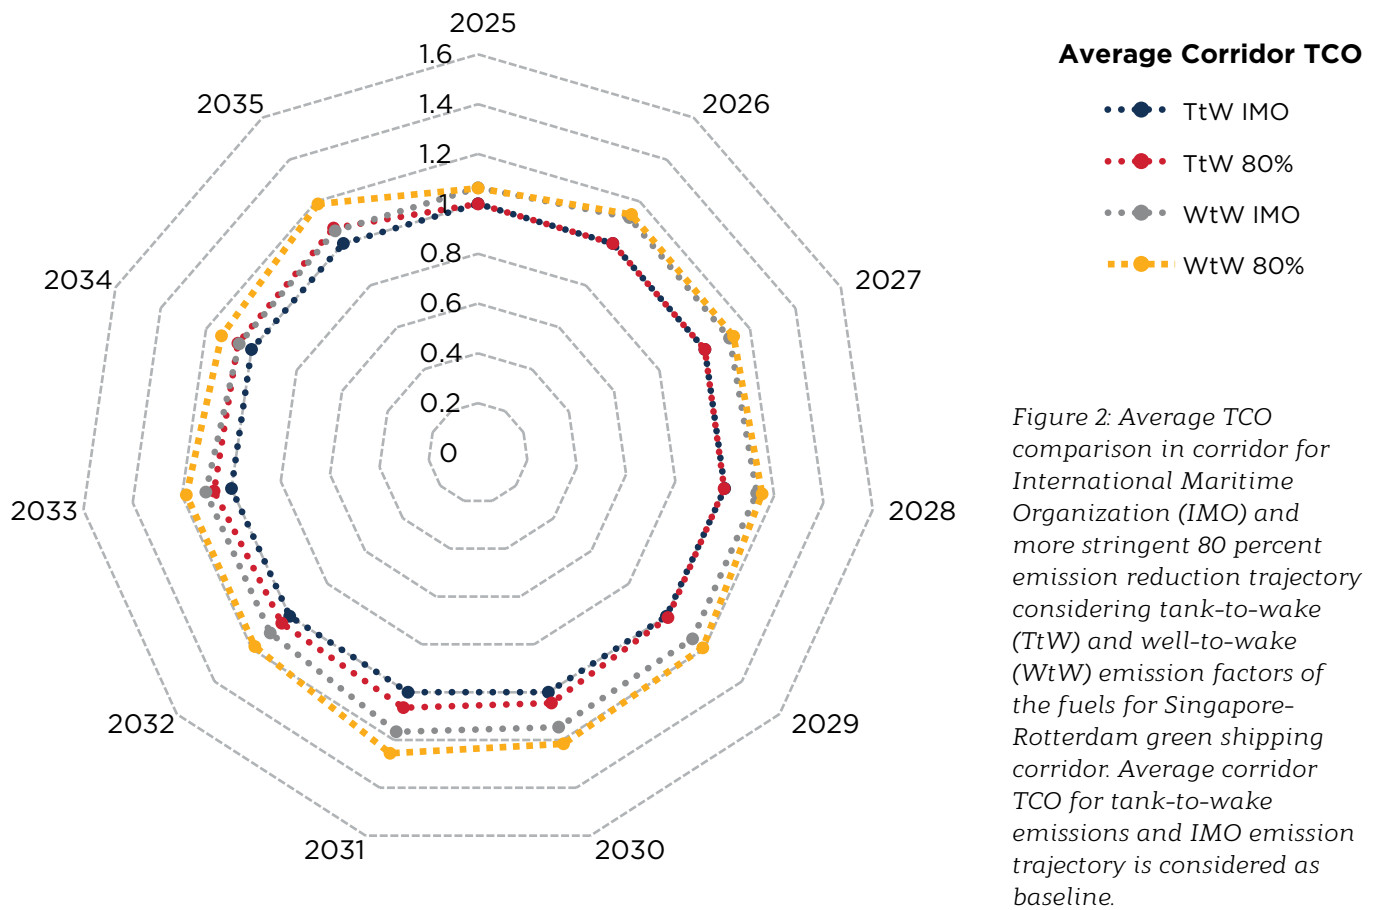 2025
1.6
1.4
1.2
1
0.8
0.6
0.4
0.2
0
2026
2027
2028
2029
2030
2031
2032
2033
2034
2035
Average Corridor TCO
TtW IMO
TtW 80%
WtW IMO
WtW 80%
Figure 2: Average TCO
comparison in corridor for
International Maritime
Organization (IMO) and
more stringent 80 percent
emission reduction trajectory
considering tank-to-wake
(TtW) and well-to-wake
(WtW) emission factors of
the fuels for Singapore-
Rotterdam green shipping
corridor. Average corridor
TCO for tank-to-wake
emissions and IMO emission
trajectory is considered as
baseline.